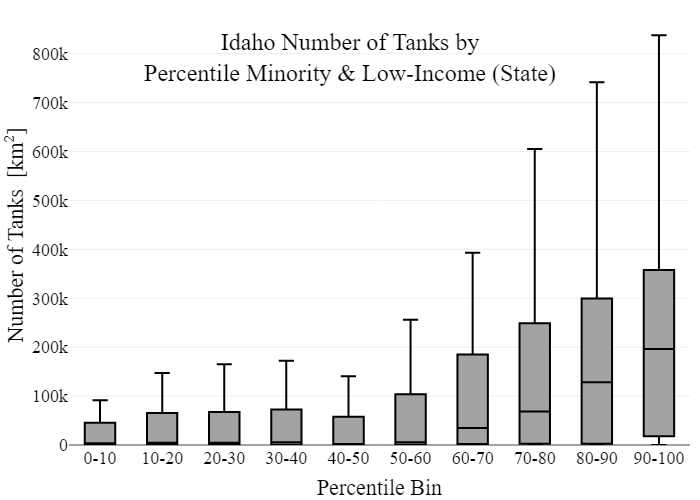 Idaho Number of Tanks by
Percentile Minority & Low-Income (State)
Number of Tanks [km²]
800k
700k
600k
500k
400k
300k
200k
100k
0
0-10 10-20 20-30 30-40 40-50 50-60 60-70 70-80 80-90 90-100
Percentile Bin